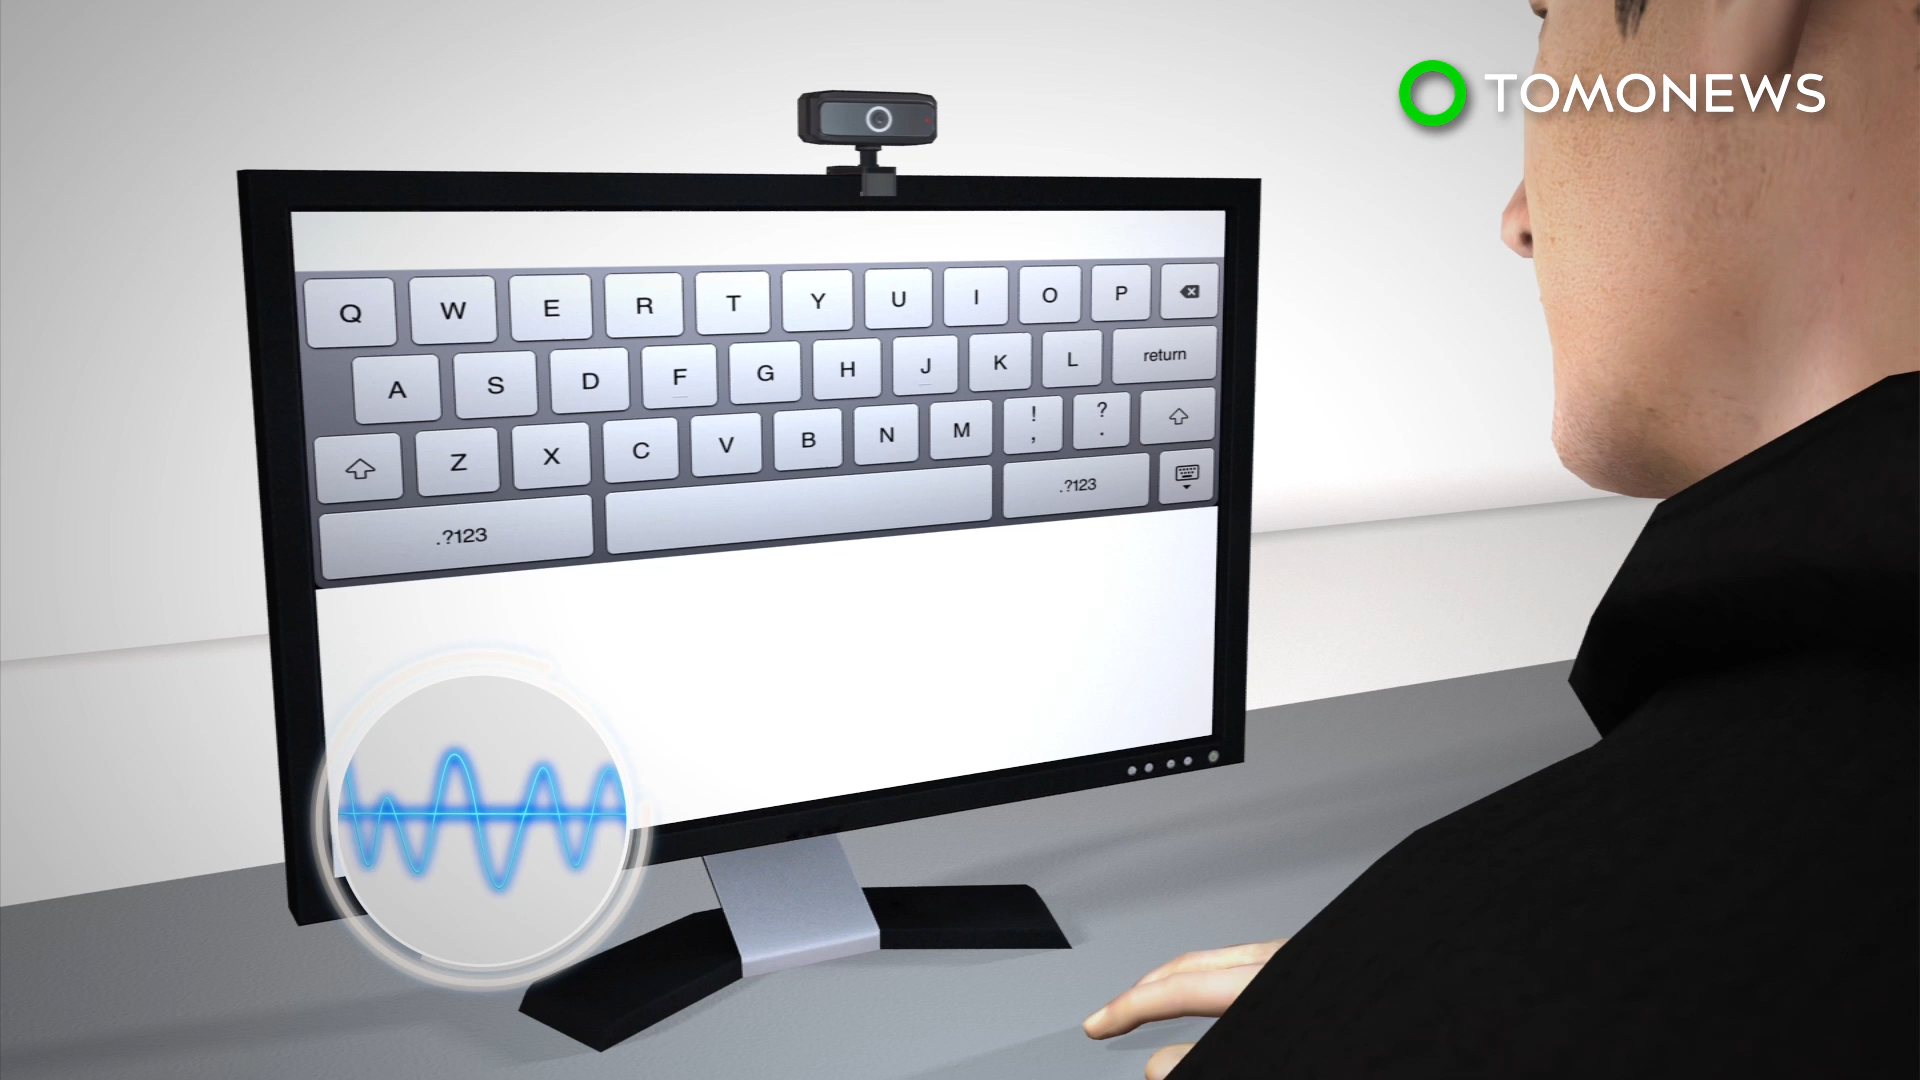 TOMONEWS
Q W E R T Y U I O P
A S D F G H J K L return
Z X C V B N M ! , ? .
.?123 .?123